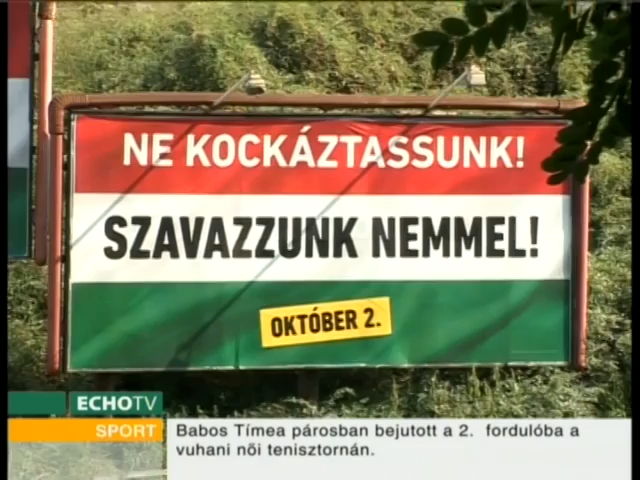 NE KOCKÁZTASSUNK!
SZAVAZZUNK NEMMEL!
OKTÓBER 2.
ECHOTV
SPORT
Babos Tímea párosban bejutott a 2. fordulóba a
vuhani női tenisztornán.